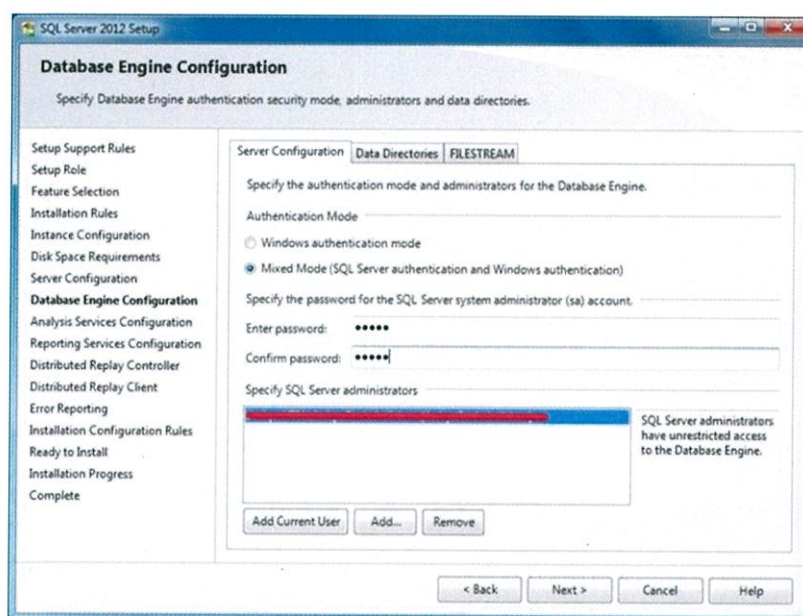 SQL Server 2012 Setup
Database Engine Configuration
Specify Database Engine authentication security mode, administrators and data directories.
Setup Support Rules
Setup Role
Feature Selection
Installation Rules
Instance Configuration
Disk Space Requirements
Server Configuration
Database Engine Configuration
Analysis Services Configuration
Reporting Services Configuration
Distributed Replay Controller
Distributed Replay Client
Error Reporting
Installation Configuration Rules
Ready to Install
Installation Progress
Complete
Server Configuration Data Directories FILESTREAM
Specify the authentication mode and administrators for the Database Engine.
Authentication Mode
Windows authentication mode
Mixed Mode (SQL Server authentication and Windows authentication)
Specify the password for the SQL Server system administrator (sa) account.
Enter password: •••••
Confirm password: •••••
Specify SQL Server administrators
SQL Server administrators
have unrestricted access
to the Database Engine.
Add Current User Add... Remove
< Back Next > Cancel Help